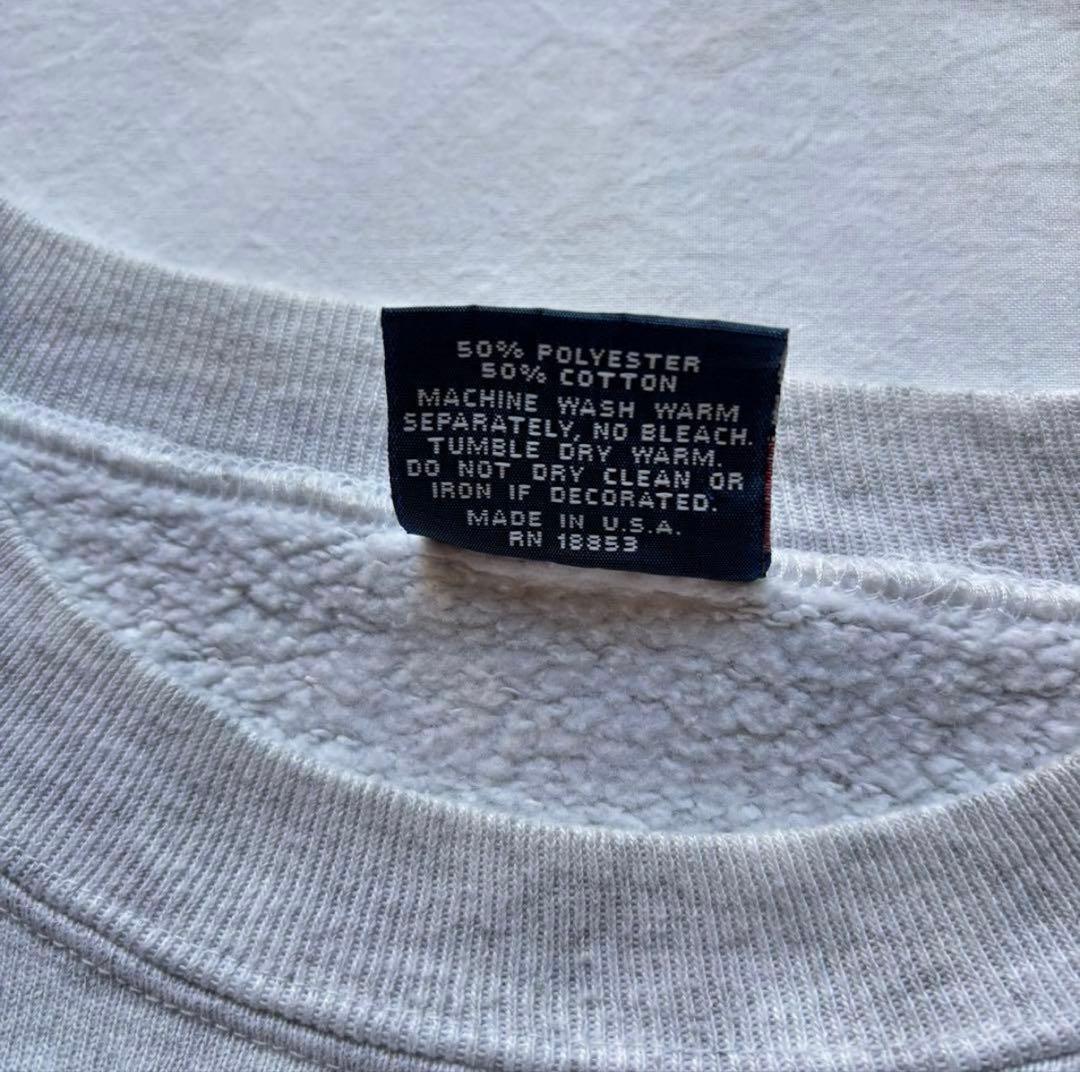 50% POLYESTER
50% COTTON
MACHINE WASH WARM
SEPARATELY, NO BLEACH.
TUMBLE DRY WARM.
DO NOT DRY CLEAN OR
IRON IF DECORATED.
MADE IN U.S.A.
RN 18853